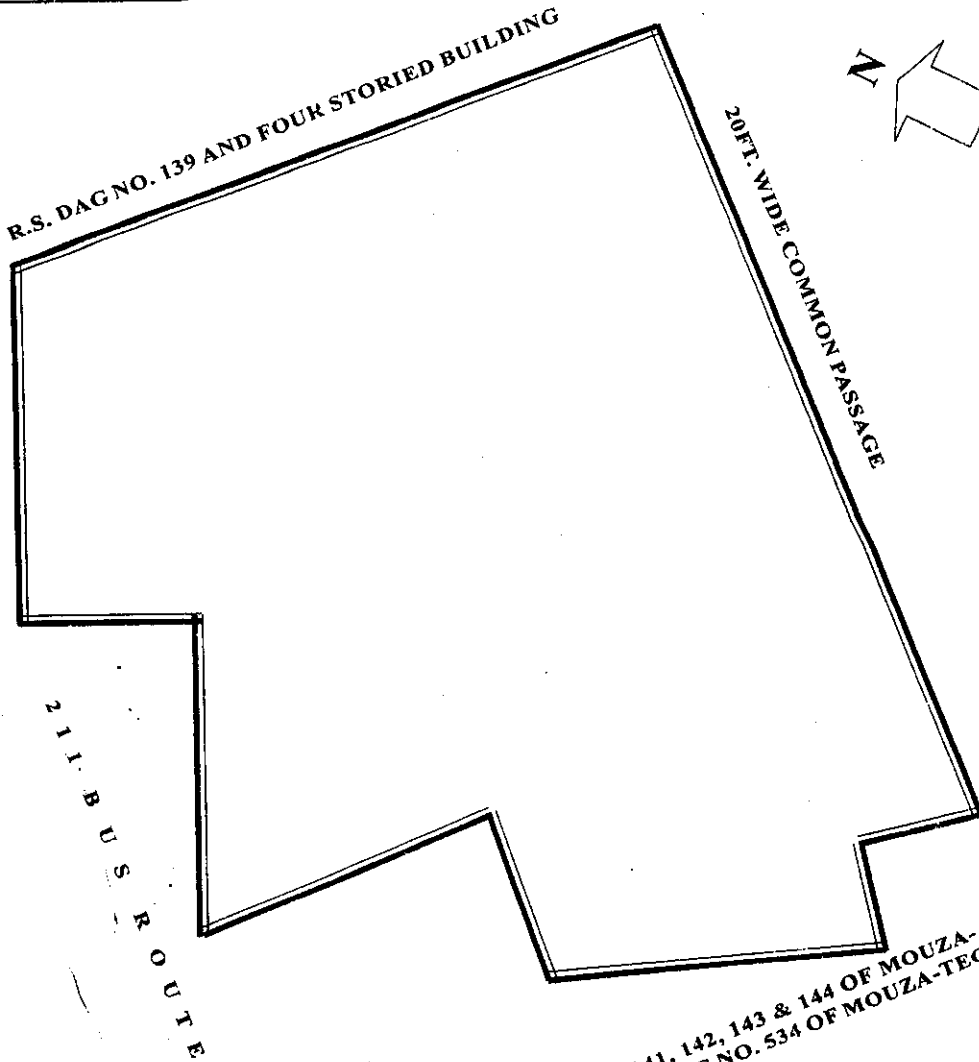 R.S. DAG NO. 139 AND FOUR STORIED BUILDING
N
20FT. WIDE COMMON PASSAGE
211 BUS ROUTE
142, 143 & 144 OF MOUZA-
NO. 534 OF MOUZA-